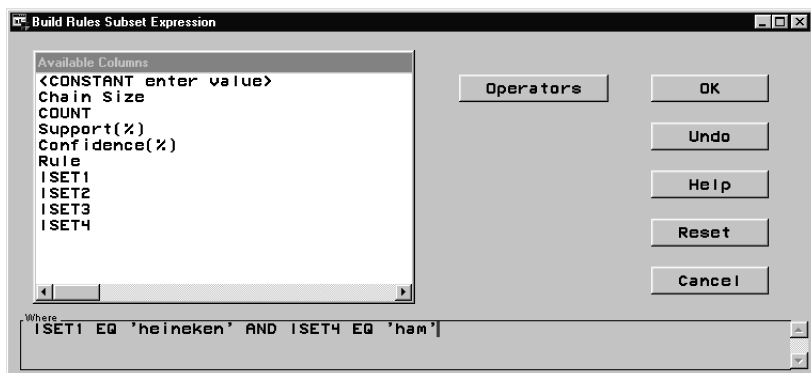 Build Rules Subset Expression
Available Columns
<CONSTANT enter value>
Chain Size
COUNT
Support(%)
Confidence(%)
Rule
ISET1
ISET2
ISET3
ISET4
Operators
OK
Undo
Help
Reset
Cancel
Where
ISET1 EQ 'heineken' AND ISET4 EQ 'ham'